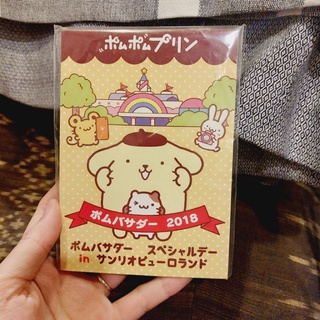 ポムポムプリン
ポムバサダー 2018
ポムバサダー スペシャルデー
in サンリオピューロランド